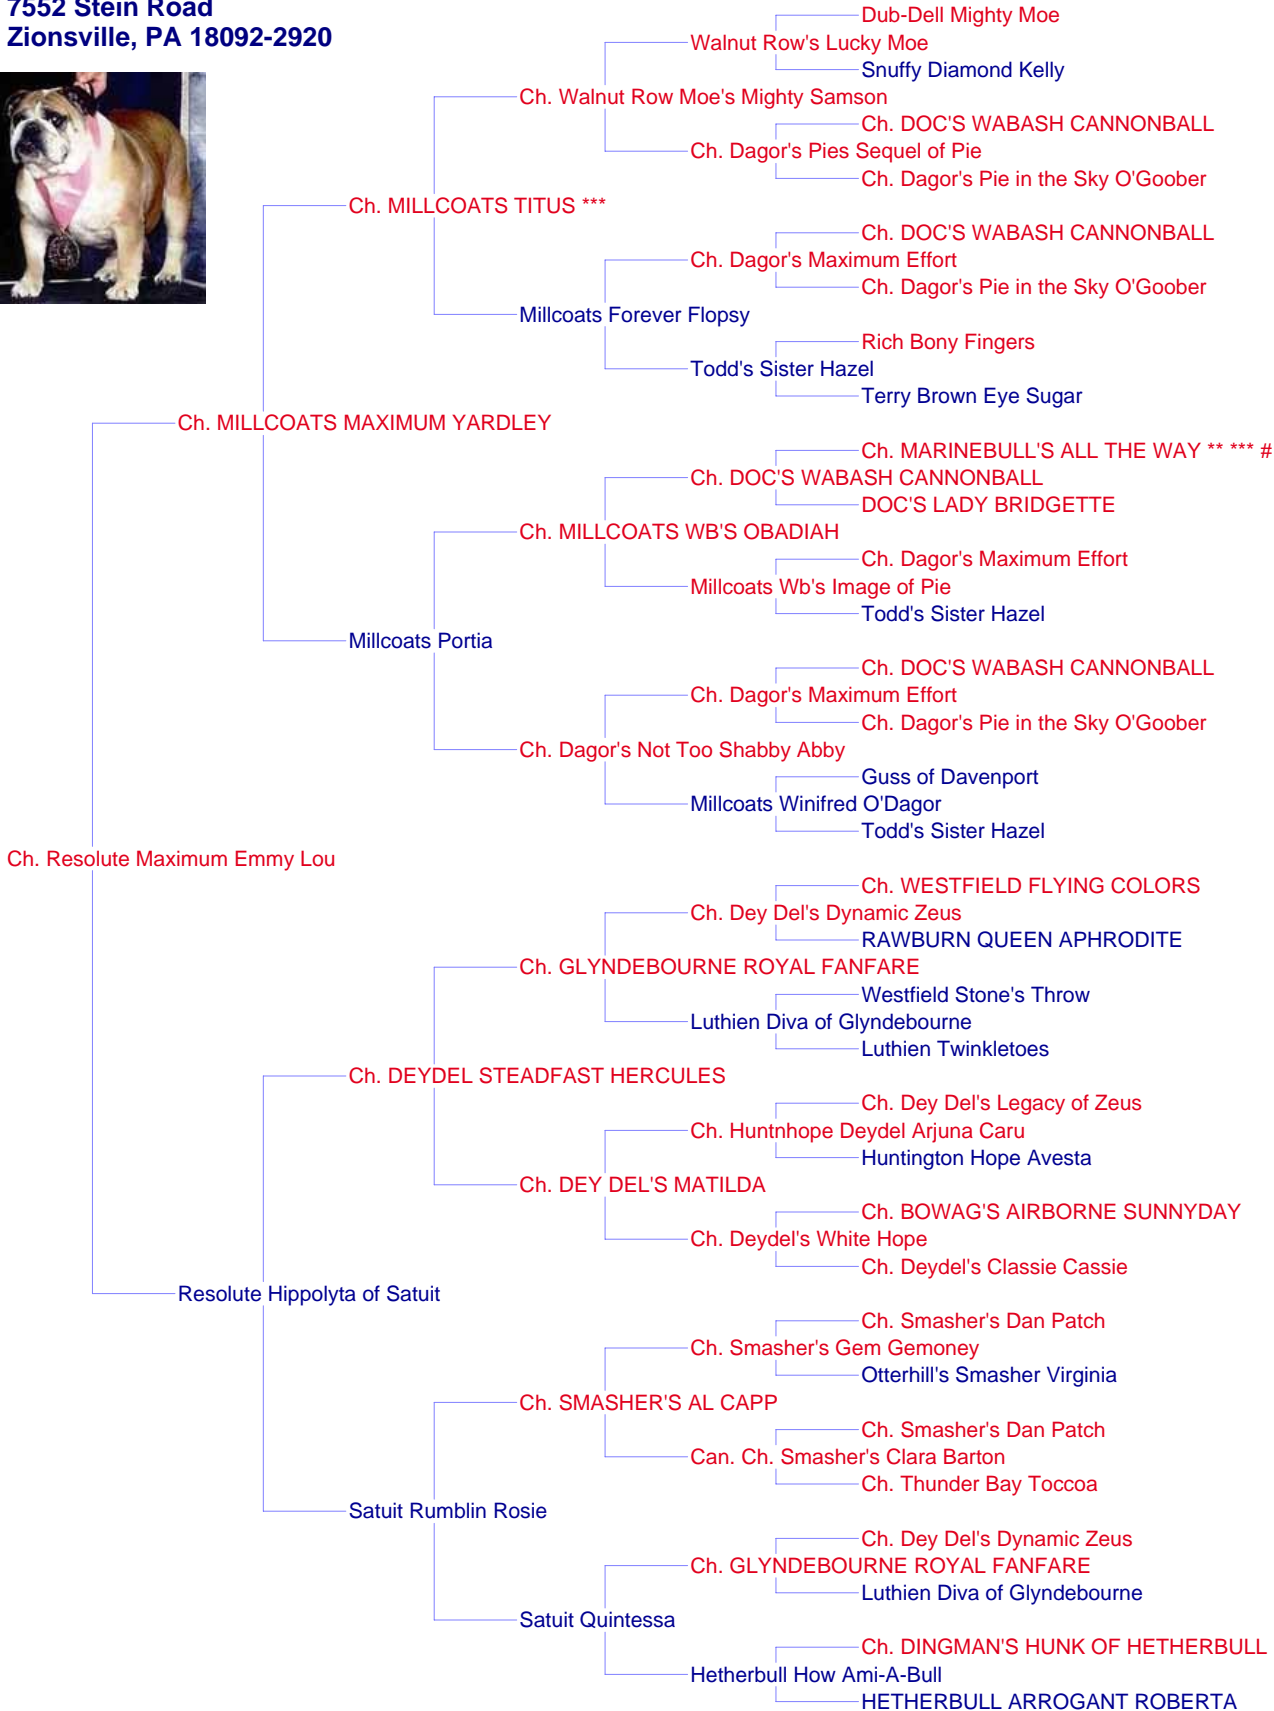 7552 Stein Road
Zionsville, PA 18092-2920
Dub-Dell Mighty Moe
Walnut Row's Lucky Moe
Snuffy Diamond Kelly
Ch. Walnut Row Moe's Mighty Samson
Ch. DOC'S WABASH CANNONBALL
Ch. Dagor's Pies Sequel of Pie
Ch. Dagor's Pie in the Sky O'Goober
Ch. MILLCOATS TITUS ***
Ch. DOC'S WABASH CANNONBALL
Ch. Dagor's Maximum Effort
Ch. Dagor's Pie in the Sky O'Goober
Millcoats Forever Flopsy
Rich Bony Fingers
Todd's Sister Hazel
Terry Brown Eye Sugar
Ch. MILLCOATS MAXIMUM YARDLEY
Ch. MARINEBULL'S ALL THE WAY ** *** #
Ch. DOC'S WABASH CANNONBALL
DOC'S LADY BRIDGETTE
Ch. MILLCOATS WB'S OBADIAH
Ch. Dagor's Maximum Effort
Millcoats Wb's Image of Pie
Todd's Sister Hazel
Millcoats Portia
Ch. DOC'S WABASH CANNONBALL
Ch. Dagor's Maximum Effort
Ch. Dagor's Pie in the Sky O'Goober
Ch. Dagor's Not Too Shabby Abby
Guss of Davenport
Millcoats Winifred O'Dagor
Todd's Sister Hazel
Ch. Resolute Maximum Emmy Lou
Ch. WESTFIELD FLYING COLORS
Ch. Dey Del's Dynamic Zeus
RAWBURN QUEEN APHRODITE
Ch. GLYNDEBOURNE ROYAL FANFARE
Westfield Stone's Throw
Luthien Diva of Glyndebourne
Luthien Twinkletoes
Ch. DEYDEL STEADFAST HERCULES
Ch. Dey Del's Legacy of Zeus
Ch. Huntnhope Deydel Arjuna Caru
Huntington Hope Avesta
Ch. DEY DEL'S MATILDA
Ch. BOWAG'S AIRBORNE SUNNYDAY
Ch. Deydel's White Hope
Ch. Deydel's Classie Cassie
Resolute Hippolyta of Satuit
Ch. Smasher's Dan Patch
Ch. Smasher's Gem Gemoney
Otterhill's Smasher Virginia
Ch. SMASHER'S AL CAPP
Ch. Smasher's Dan Patch
Can. Ch. Smasher's Clara Barton
Ch. Thunder Bay Toccoa
Satuit Rumblin Rosie
Ch. Dey Del's Dynamic Zeus
Ch. GLYNDEBOURNE ROYAL FANFARE
Luthien Diva of Glyndebourne
Satuit Quintessa
Ch. DINGMAN'S HUNK OF HETHERBULL
Hetherbull How Ami-A-Bull
HETHERBULL ARROGANT ROBERTA